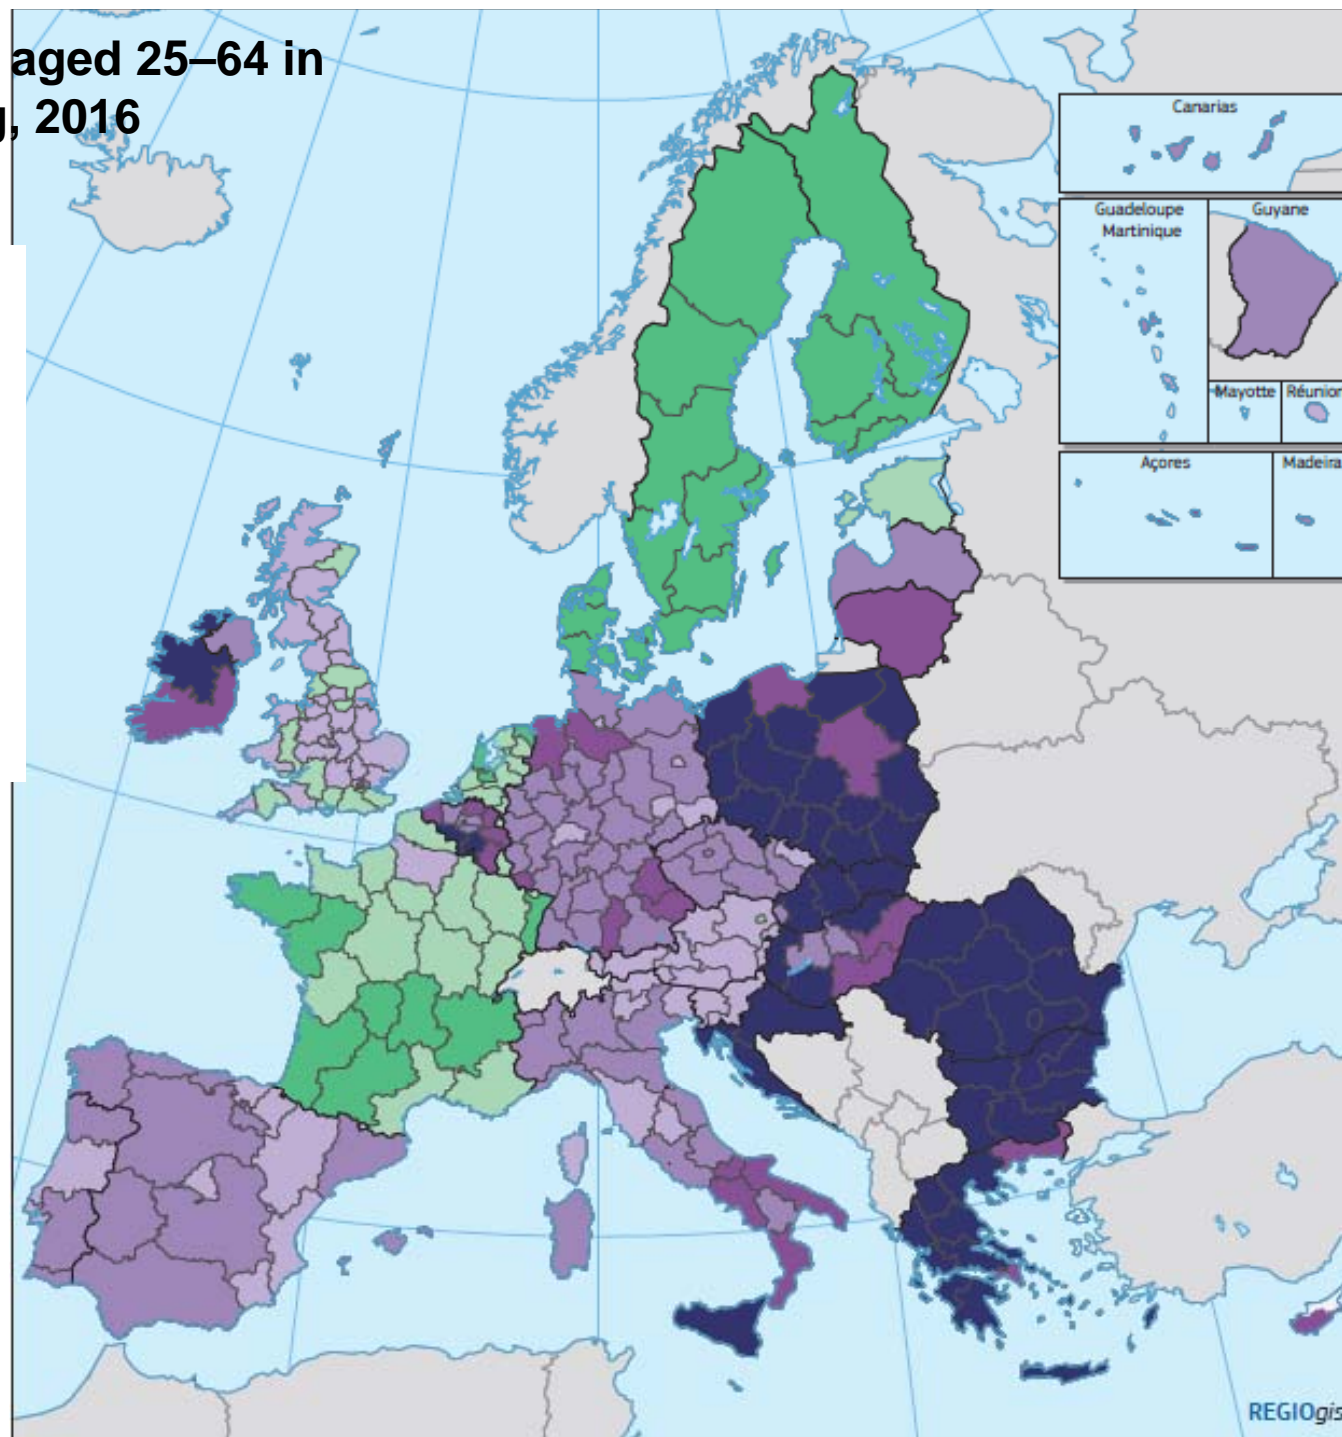 aged 25–64 in
g, 2016
Canarias
Guadeloupe
Martinique
Guyane
Mayotte
Réunion
Açores
Madeira
REGIOgis